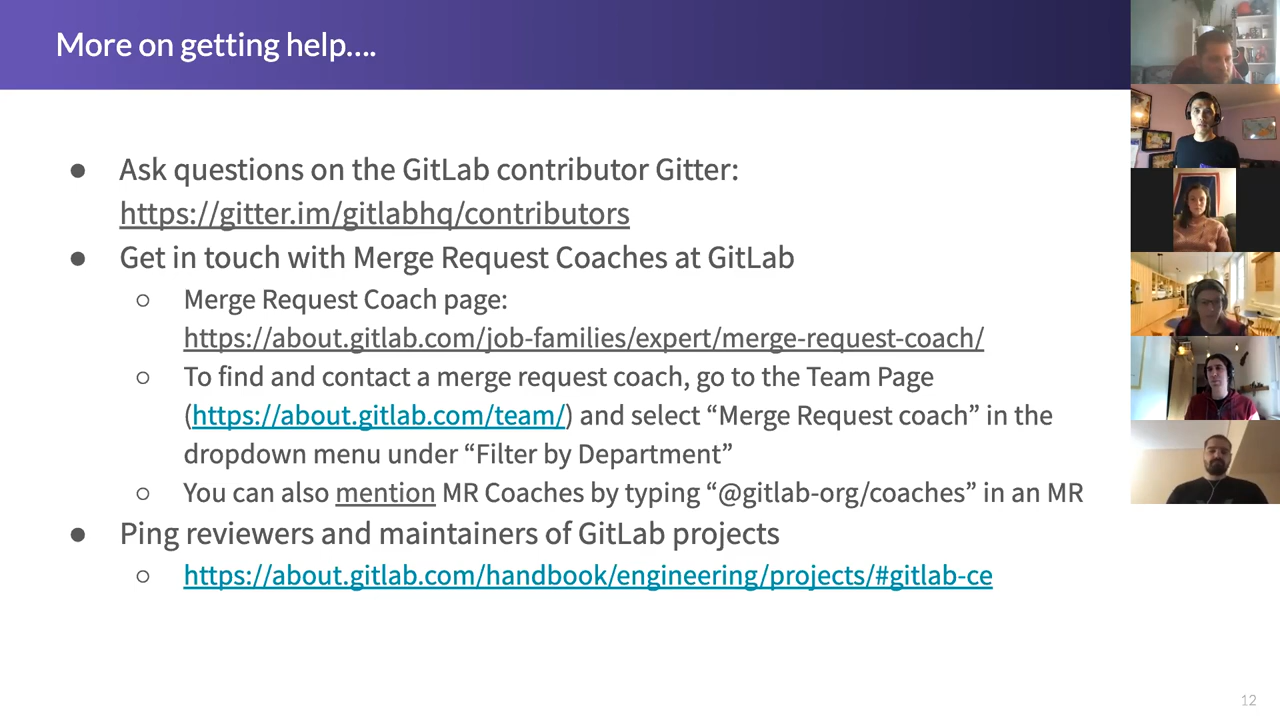 More on getting help....
● Ask questions on the GitLab contributor Gitter:
https://gitter.im/gitlabhq/contributors
● Get in touch with Merge Request Coaches at GitLab
○ Merge Request Coach page:
https://about.gitlab.com/job-families/expert/merge-request-coach/
○ To find and contact a merge request coach, go to the Team Page
(https://about.gitlab.com/team/) and select “Merge Request coach” in the
dropdown menu under “Filter by Department”
○ You can also mention MR Coaches by typing “@gitlab-org/coaches” in an MR
● Ping reviewers and maintainers of GitLab projects
○ https://about.gitlab.com/handbook/engineering/projects/#gitlab-ce
12